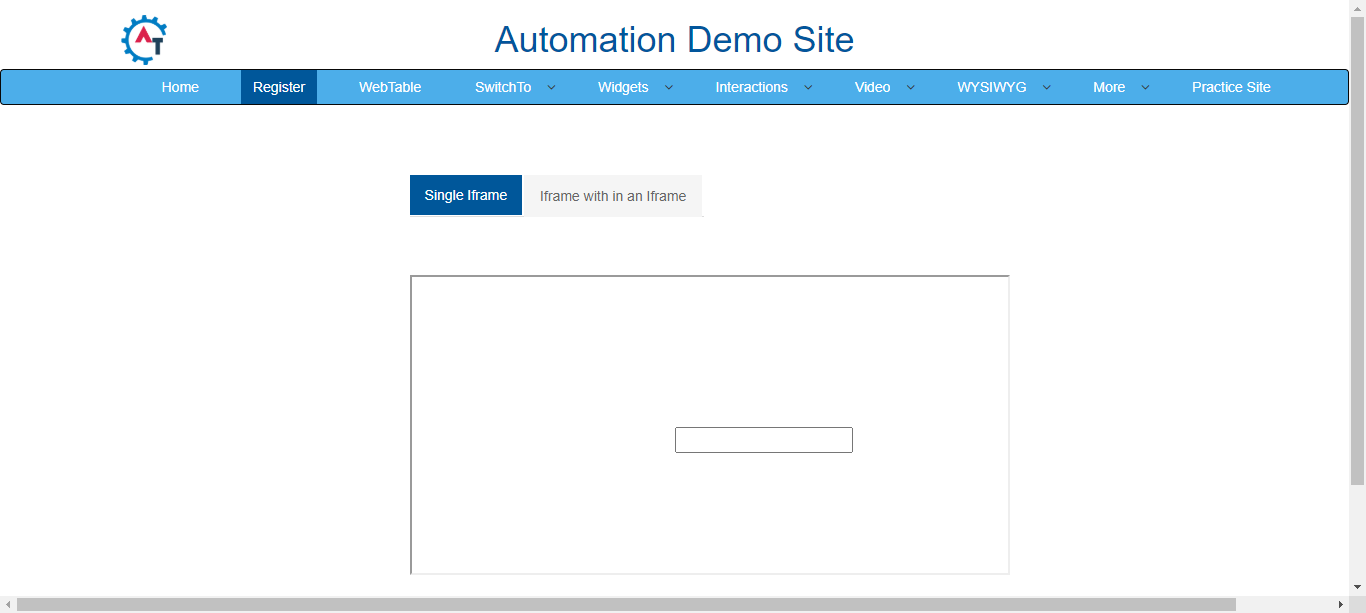 AT
Automation Demo Site
Home Register WebTable SwitchTo Widgets Interactions Video WYSIWYG More Practice Site
Single Iframe Iframe with in an Iframe